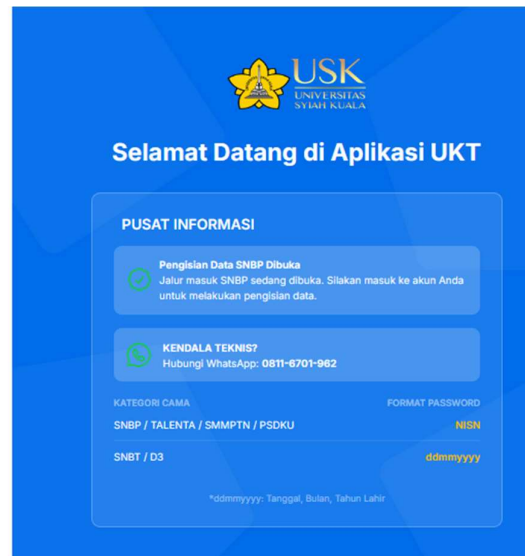 USK
UNIVERSITAS
SYIAH KUALA
Selamat Datang di Aplikasi UKT
PUSAT INFORMASI
Pengisian Data SNBP Dibuka
Jalur masuk SNBP sedang dibuka. Silakan masuk ke akun Anda
untuk melakukan pengisian data.
KENDALA TEKNIS?
Hubungi WhatsApp: 0811-6701-962
KATEGORI CAMA FORMAT PASSWORD
SNBP / TALENTA / SMMPTN / PSDKU NISN
SNBT / D3 ddmmyyyy
*ddmmyyyy: Tanggal, Bulan, Tahun Lahir